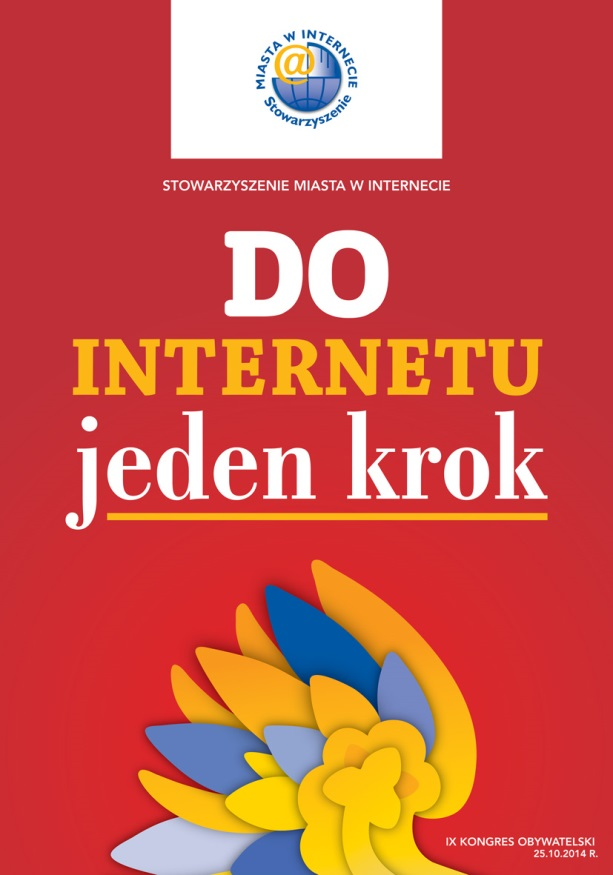 MIASTA W INTERNECIE
@
Stowarzyszenie
STOWARZYSZENIE MIASTA W INTERNECIE
DO
INTERNETU
jeden krok
IX KONGRES OBYWATELSKI
25.10.2014 R.